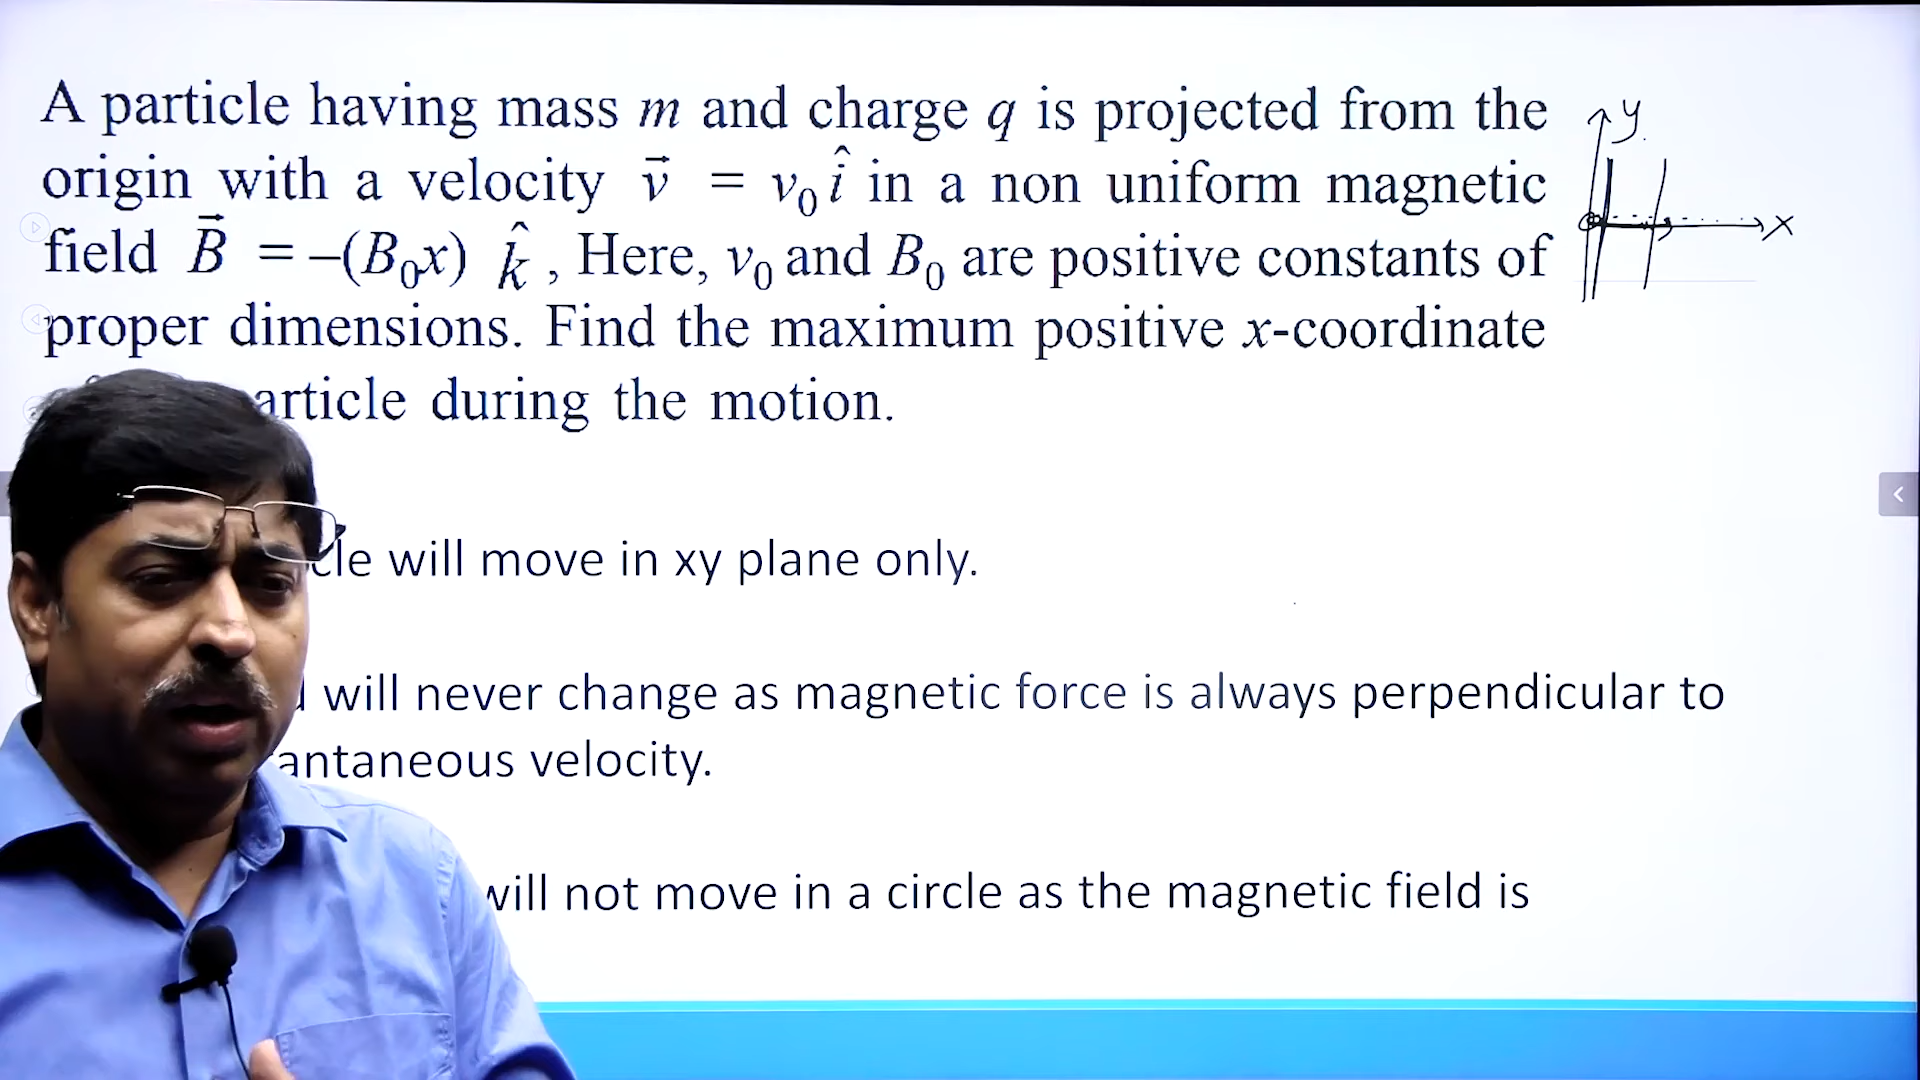 A particle having mass m and charge q is projected from the
origin with a velocity v⃗ = v₀ î in a non uniform magnetic
field B⃗ = –(B₀x) k̂ , Here, v₀ and B₀ are positive constants of
proper dimensions. Find the maximum positive x-coordinate
article during the motion.
y
x
cle will move in xy plane only.
will never change as magnetic force is always perpendicular to
antaneous velocity.
will not move in a circle as the magnetic field is